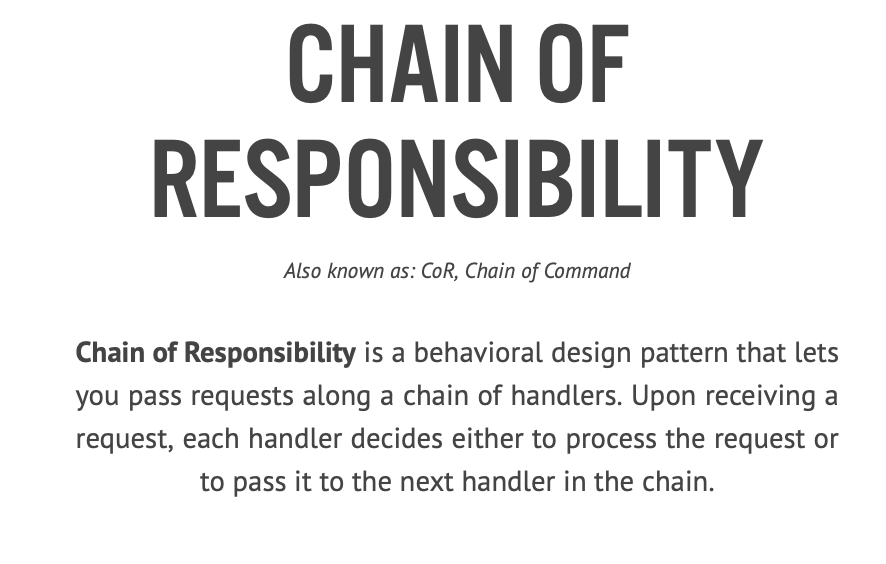 CHAIN OF
RESPONSIBILITY
Also known as: CoR, Chain of Command
Chain of Responsibility is a behavioral design pattern that lets
you pass requests along a chain of handlers. Upon receiving a
request, each handler decides either to process the request or
to pass it to the next handler in the chain.